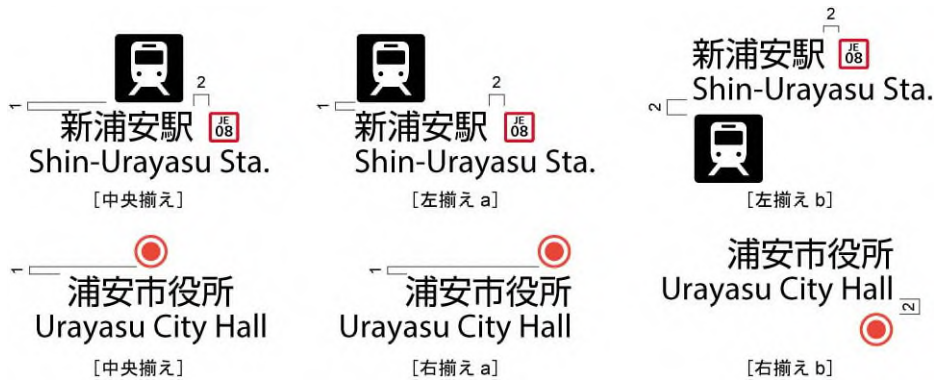 1
2
新浦安駅 JE 08
Shin-Urayasu Sta.
[中央揃え]
1
2
新浦安駅 JE 08
Shin-Urayasu Sta.
[左揃え a]
2
新浦安駅 JE 08
Shin-Urayasu Sta.
2
[左揃え b]
1
浦安市役所
Urayasu City Hall
[中央揃え]
1
浦安市役所
Urayasu City Hall
[右揃え a]
浦安市役所
Urayasu City Hall
2
[右揃え b]